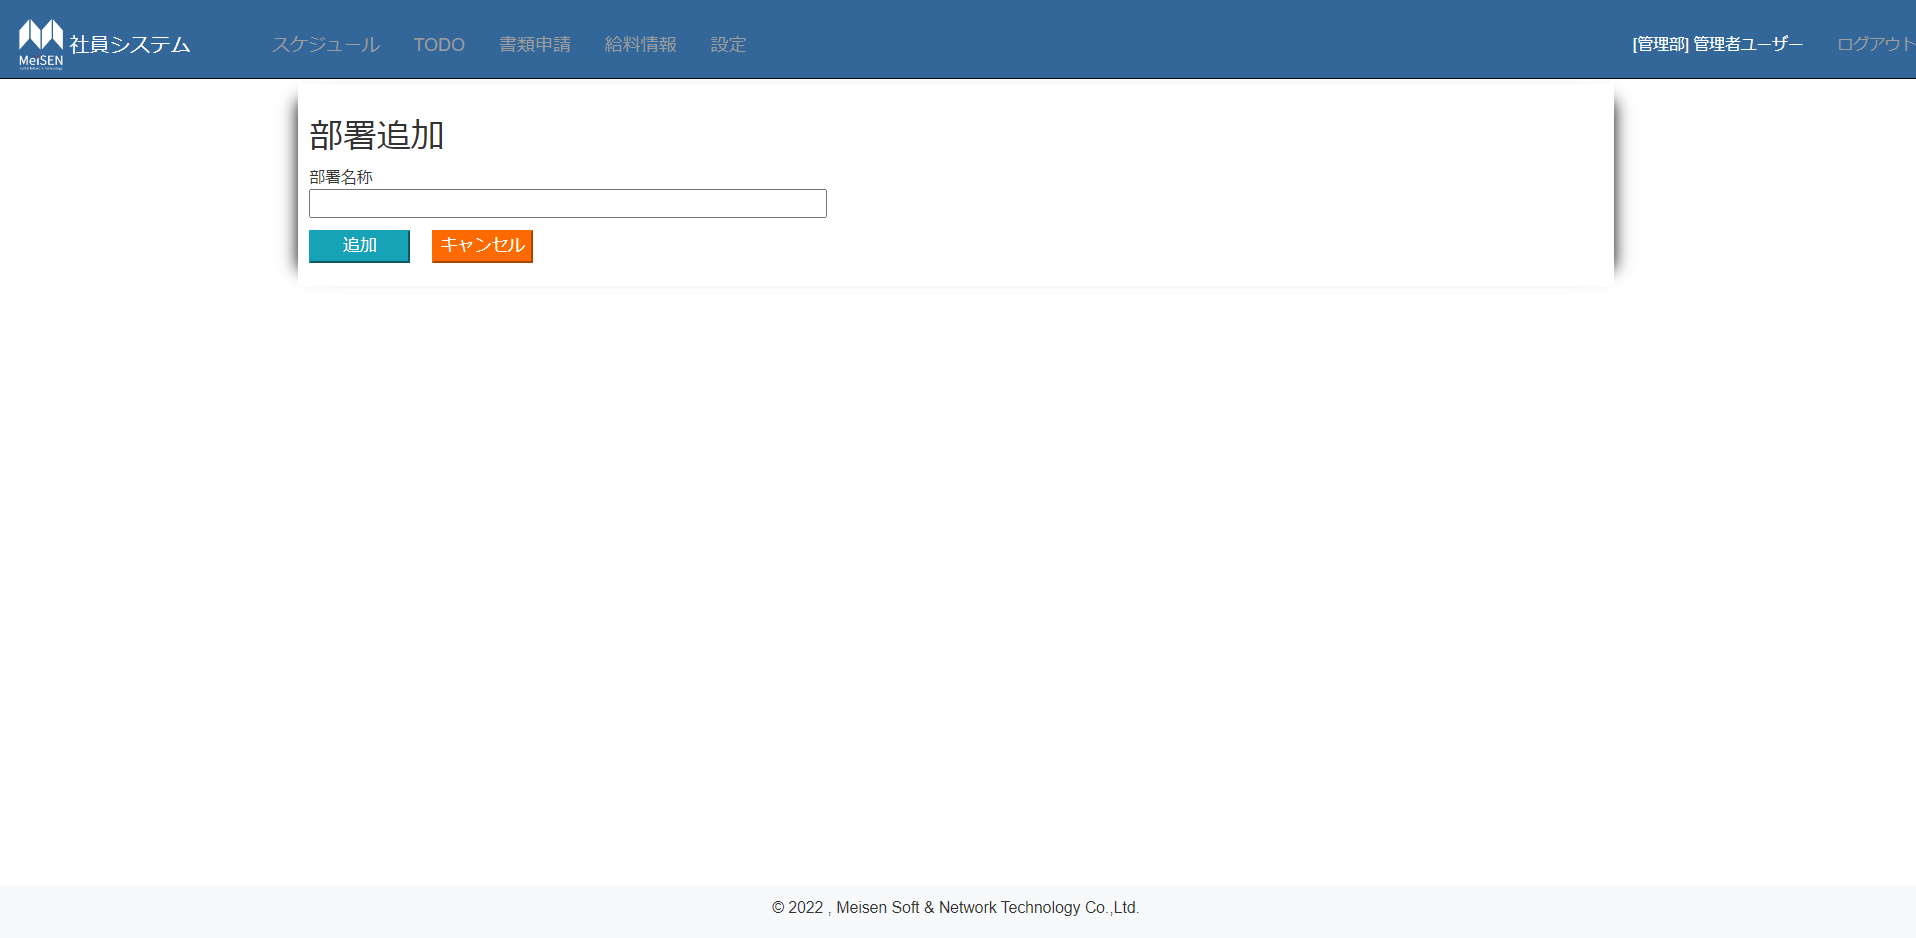 MeiSEN
社員システム
スケジュール
TODO
書類申請
給料情報
設定
[管理部] 管理者ユーザー
ログアウト
部署追加
部署名称
追加
キャンセル
© 2022 , Meisen Soft & Network Technology Co.,Ltd.